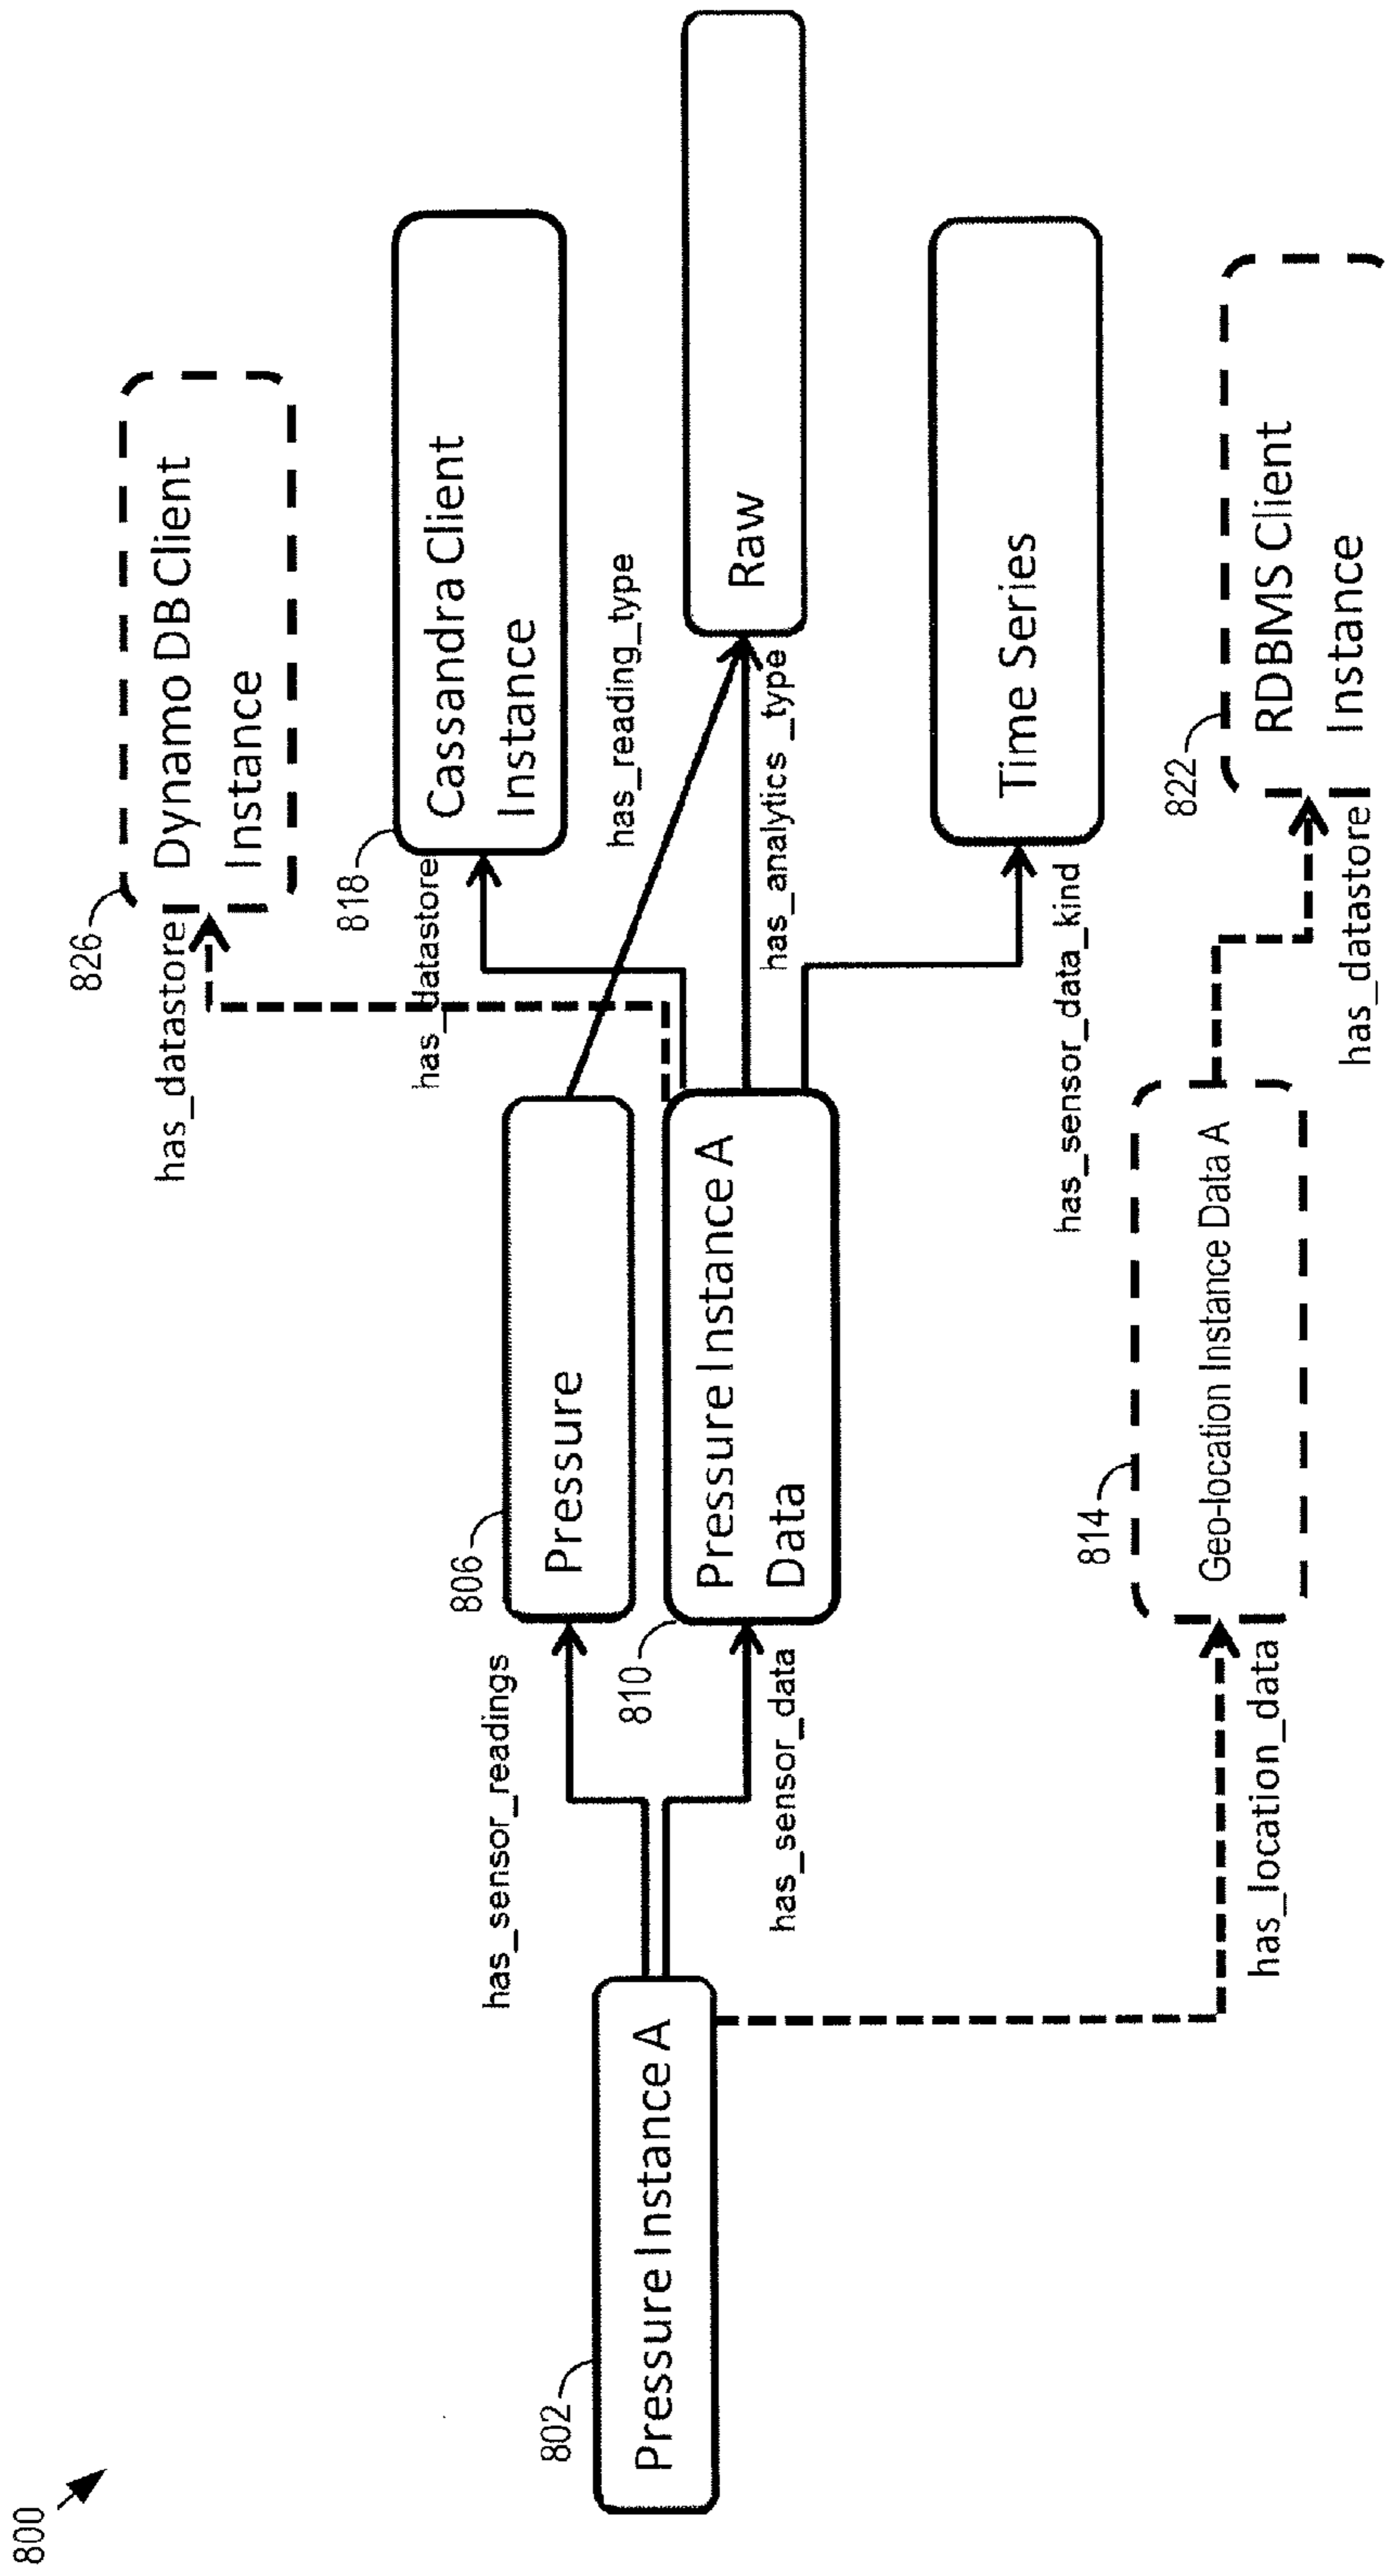 800
802
Pressure Instance A
has_sensor_readings
has_sensor_data
has_location_data
806
Pressure
810
Pressure Instance A
Data
814
Geo-location Instance Data A
has_datastore
has_datastore
has_reading_type
has_analytics _type
has_sensor_data_kind
has_datastore
826
Dynamo DB Client
Instance
818
Cassandra Client
Instance
Raw
Time Series
822
RDBMS Client
Instance